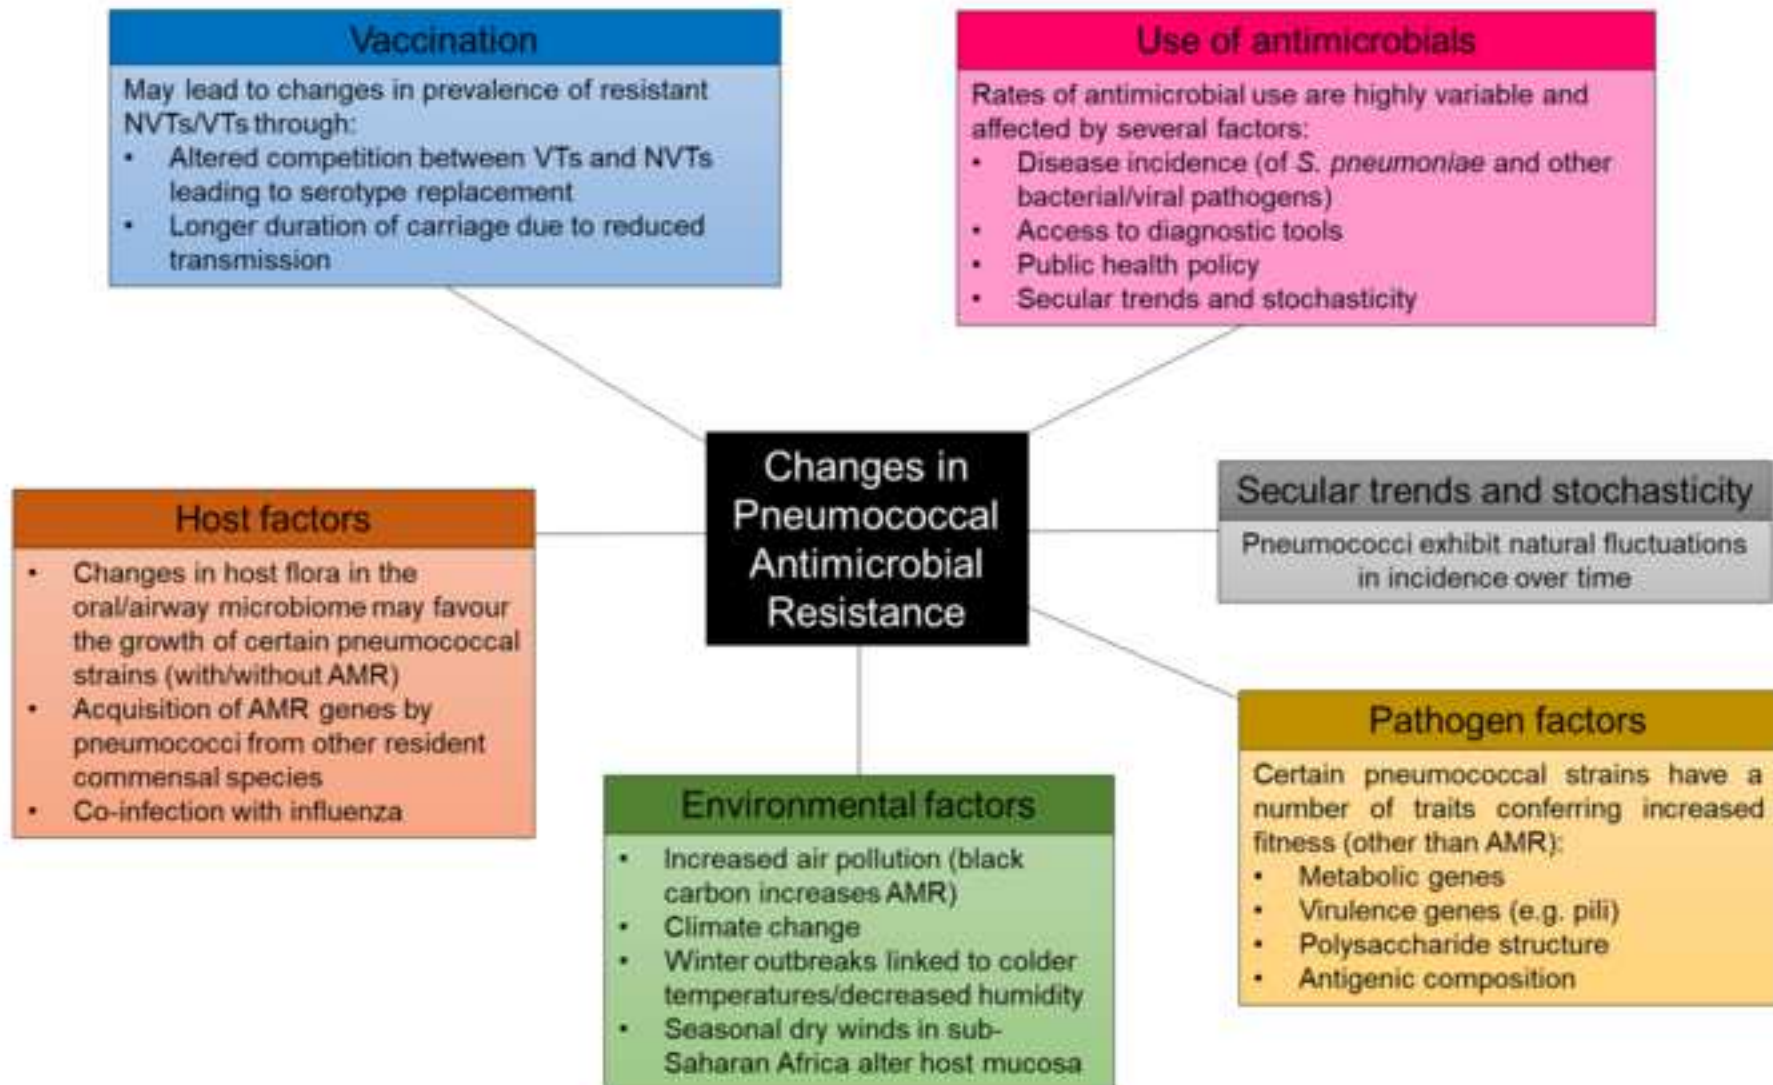 Vaccination
May lead to changes in prevalence of resistant
NVTs/VTs through:
• Altered competition between VTs and NVTs
leading to serotype replacement
• Longer duration of carriage due to reduced
transmission
Use of antimicrobials
Rates of antimicrobial use are highly variable and
affected by several factors:
• Disease incidence (of S. pneumoniae and other
bacterial/viral pathogens)
• Access to diagnostic tools
• Public health policy
• Secular trends and stochasticity
Changes in
Pneumococcal
Antimicrobial
Resistance
Host factors
• Changes in host flora in the
oral/airway microbiome may favour
the growth of certain pneumococcal
strains (with/without AMR)
• Acquisition of AMR genes by
pneumococci from other resident
commensal species
• Co-infection with influenza
Secular trends and stochasticity
Pneumococci exhibit natural fluctuations
in incidence over time
Environmental factors
• Increased air pollution (black
carbon increases AMR)
• Climate change
• Winter outbreaks linked to colder
temperatures/decreased humidity
• Seasonal dry winds in sub-
Saharan Africa alter host mucosa
Pathogen factors
Certain pneumococcal strains have a
number of traits conferring increased
fitness (other than AMR):
• Metabolic genes
• Virulence genes (e.g. pili)
• Polysaccharide structure
• Antigenic composition